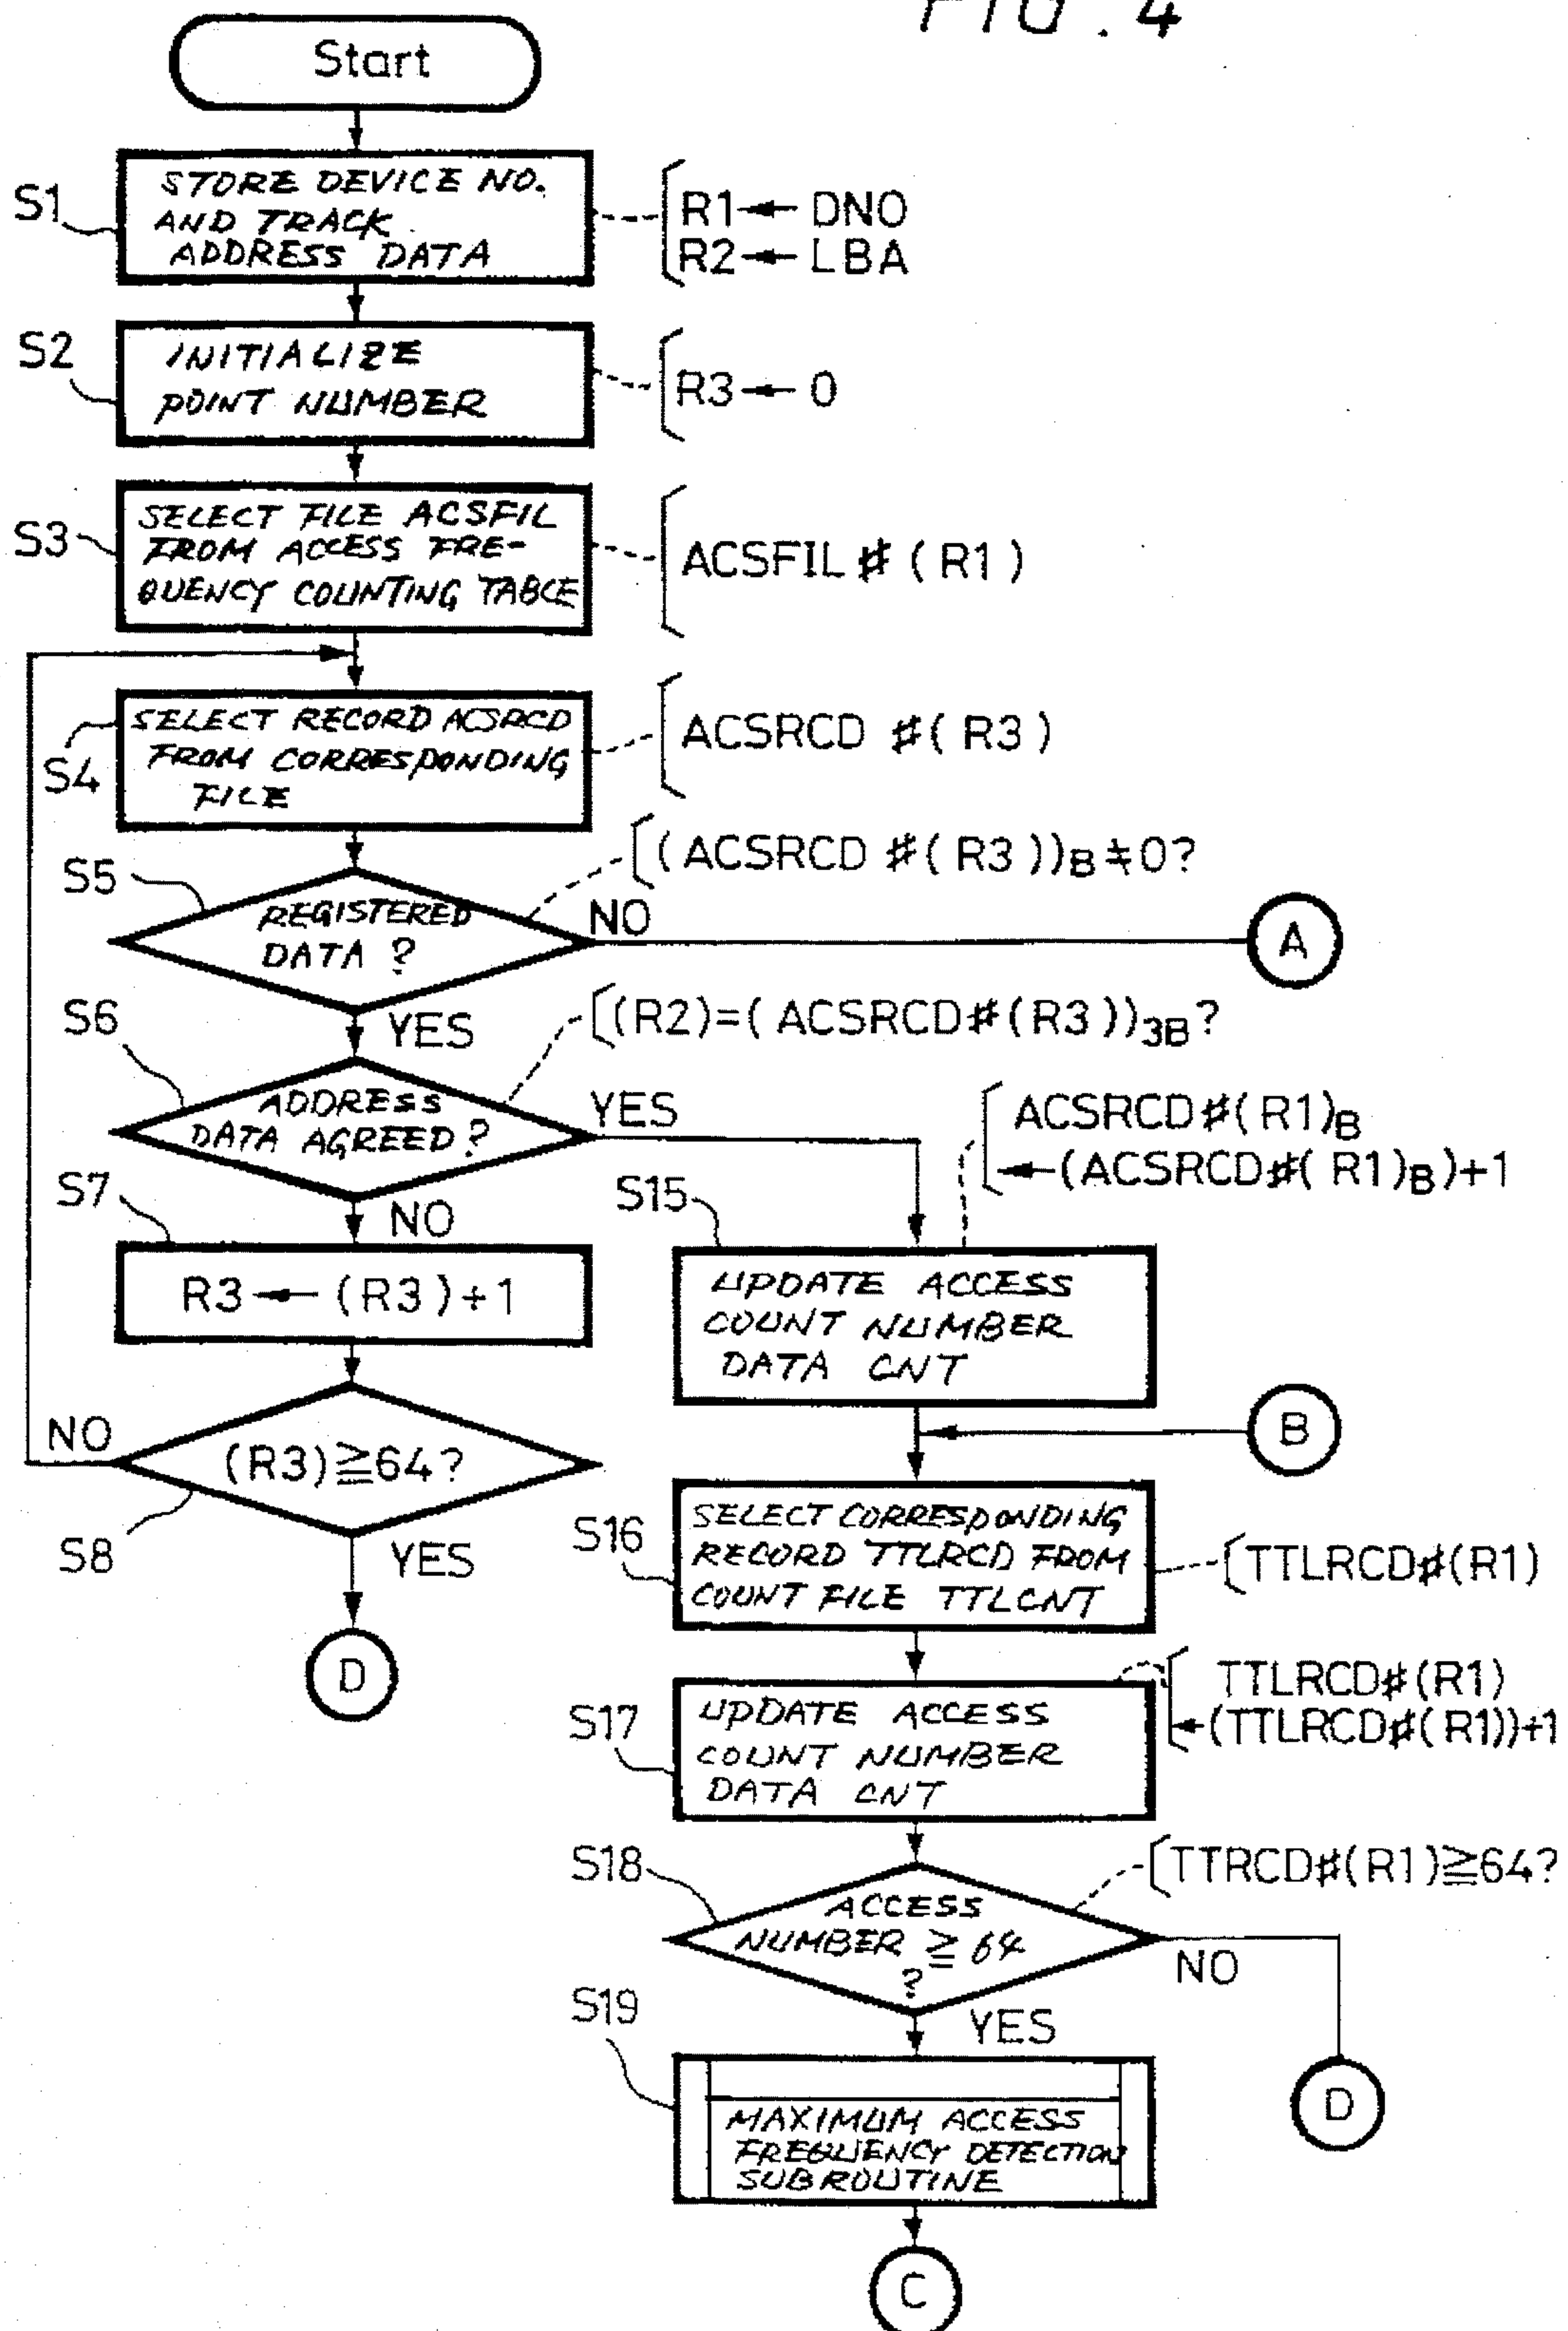 FIG. 4
Start
S1
STORE DEVICE NO.
AND TRACK
ADDRESS DATA
R1 ← DNO
R2 ← LBA
S2
INITIALIZE
POINT NUMBER
R3 ← 0
S3
SELECT FILE ACSFIL
FROM ACCESS FRE-
QUENCY COUNTING TABLE
ACSFIL #(R1)
S4
SELECT RECORD ACSRCD
FROM CORRESPONDING
FILE
ACSRCD #(R3)
S5
REGISTERED
DATA ?
(ACSRCD #(R3))B ≠ 0?
NO
A
YES
S6
ADDRESS
DATA AGREED ?
(R2)=(ACSRCD#(R3))3B?
YES
NO
S7
R3 ← (R3)+1
S8
(R3)≧64?
NO
YES
D
S15
UPDATE ACCESS
COUNT NUMBER
DATA CNT
ACSRCD#(R1)B
←(ACSRCD#(R1)B)+1
B
S16
SELECT CORRESPONDING
RECORD TTLRCD FROM
COUNT FILE TTLCNT
TTLRCD#(R1)
S17
UPDATE ACCESS
COUNT NUMBER
DATA CNT
TTLRCD#(R1)
←(TTLRCD#(R1))+1
S18
ACCESS
NUMBER ≧ 64
?
TTRCD#(R1)≧64?
NO
D
YES
S19
MAXIMUM ACCESS
FREQUENCY DETECTION
SUBROUTINE
C